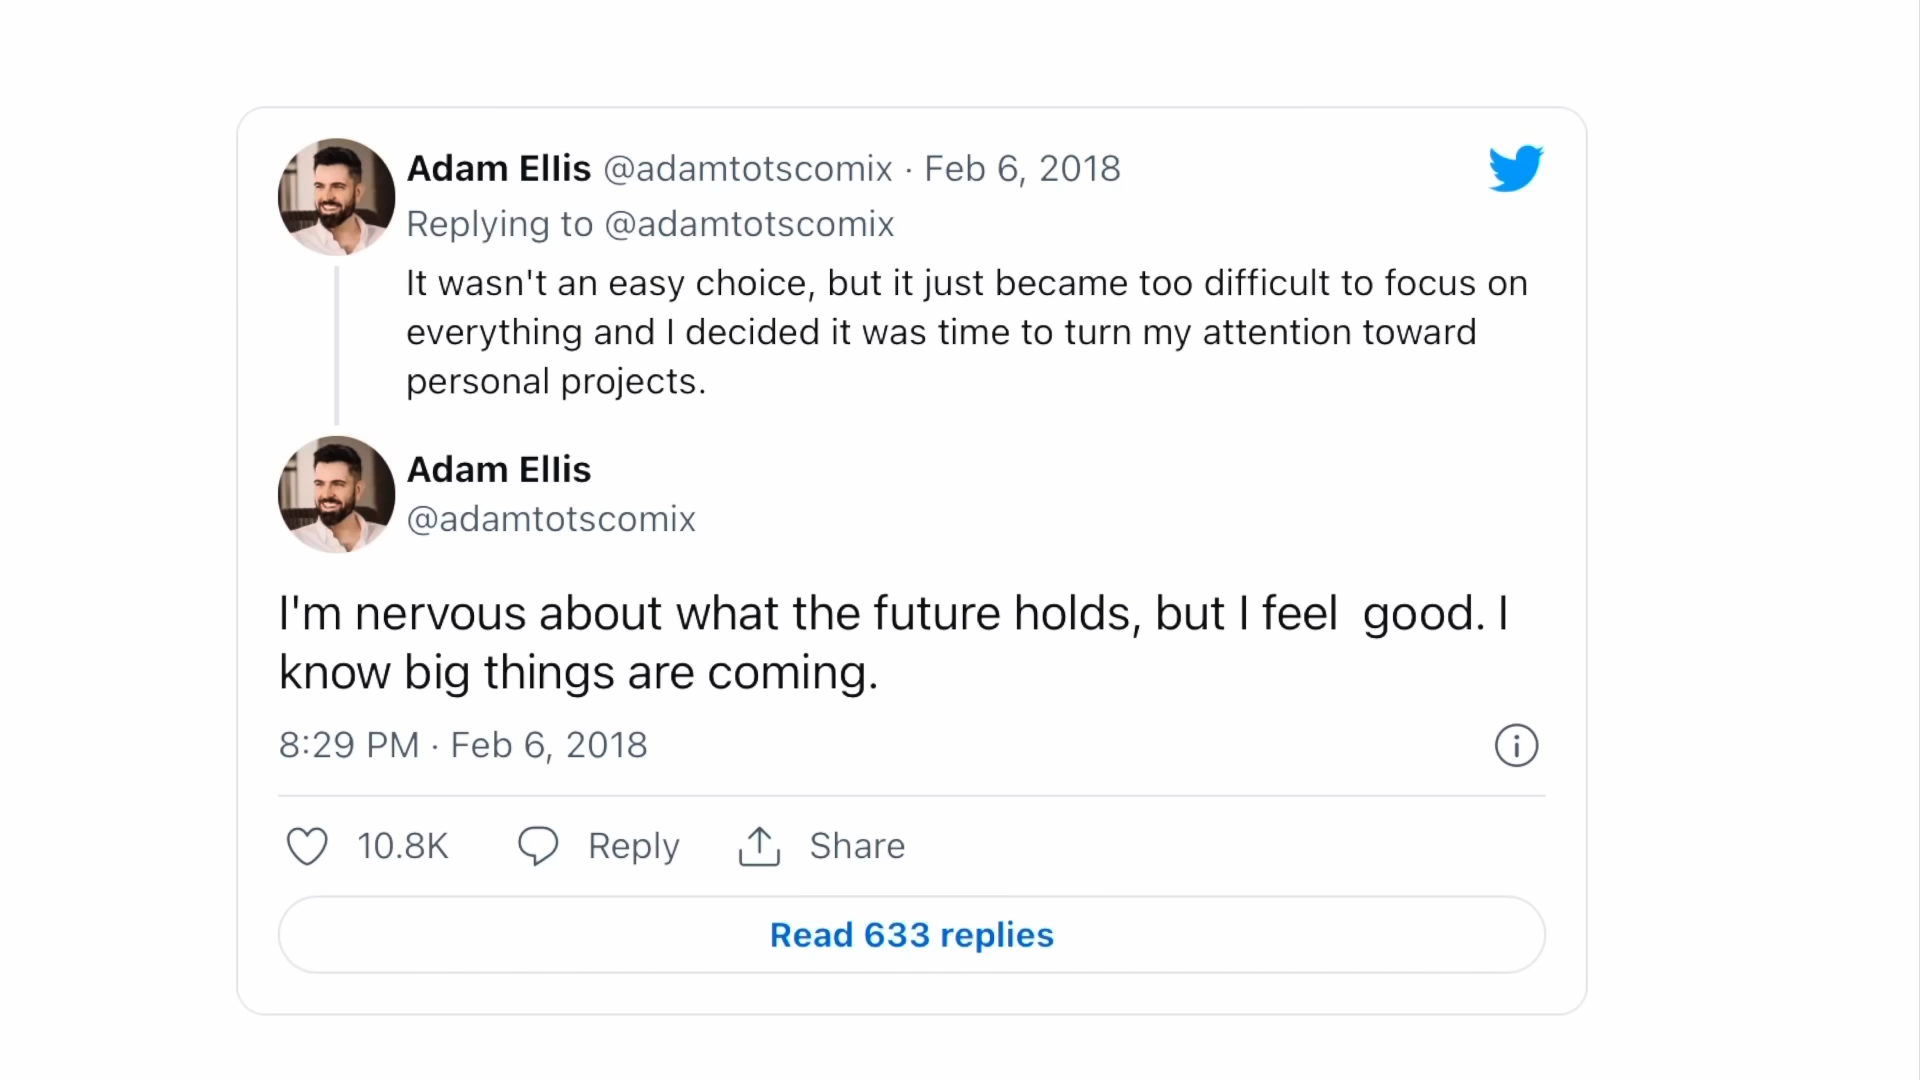 Adam Ellis @adamtotscomix · Feb 6, 2018
Replying to @adamtotscomix
It wasn't an easy choice, but it just became too difficult to focus on
everything and I decided it was time to turn my attention toward
personal projects.
Adam Ellis
@adamtotscomix
I'm nervous about what the future holds, but I feel  good. I
know big things are coming.
8:29 PM · Feb 6, 2018
10.8K Reply Share
Read 633 replies